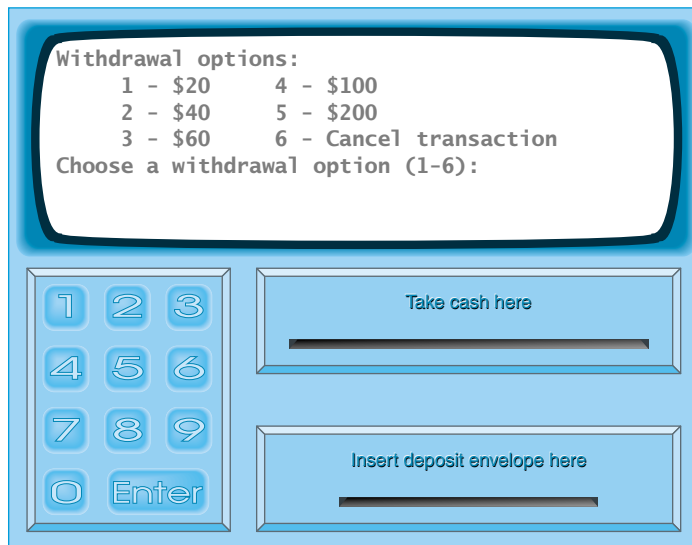 Withdrawal options:
1 - $20 4 - $100
2 - $40 5 - $200
3 - $60 6 - Cancel transaction
Choose a withdrawal option (1-6):
1 2 3
Take cash here
4 5 6
7 8 9
Insert deposit envelope here
0 Enter